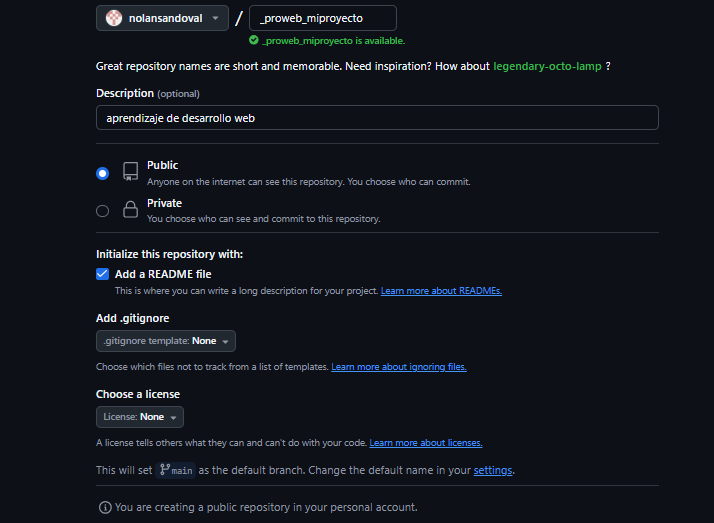 nolansandoval / _proweb_miproyecto
_proweb_miproyecto is available.
Great repository names are short and memorable. Need inspiration? How about legendary-octo-lamp ?
Description (optional)
aprendizaje de desarrollo web
Public
Anyone on the internet can see this repository. You choose who can commit.
Private
You choose who can see and commit to this repository.
Initialize this repository with:
Add a README file
This is where you can write a long description for your project. Learn more about READMEs.
Add .gitignore
.gitignore template: None
Choose which files not to track from a list of templates. Learn more about ignoring files.
Choose a license
License: None
A license tells others what they can and can't do with your code. Learn more about licenses.
This will set main as the default branch. Change the default name in your settings.
You are creating a public repository in your personal account.